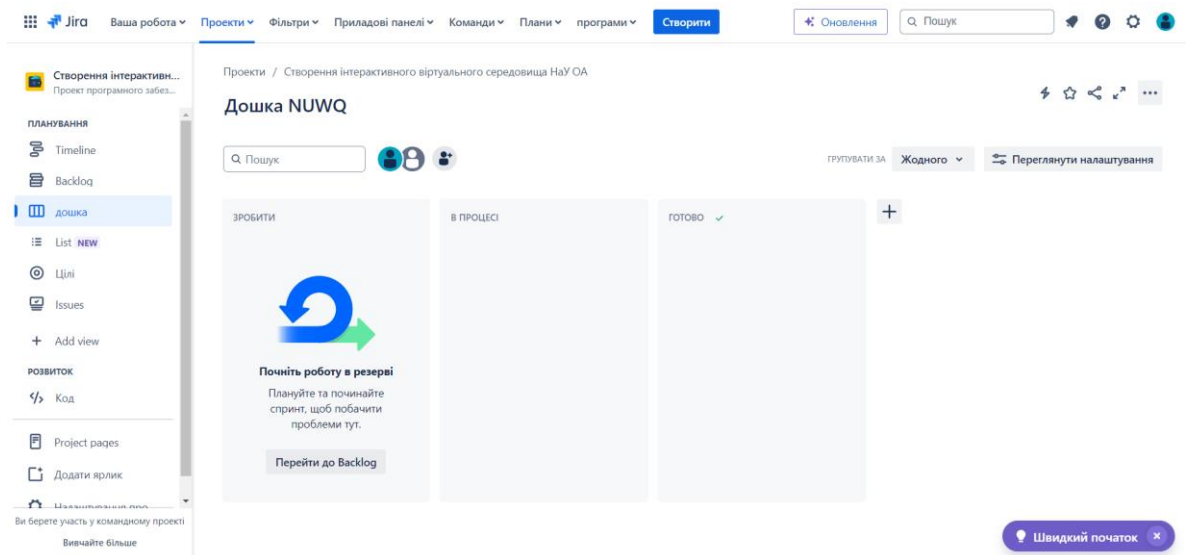 Jira Ваша робота Проекти Фільтри Приладові панелі Команди Плани програми Створити Оновлення Пошук
Створення інтерактивн...
Проект програмного забез...
ПЛАНУВАННЯ
Timeline
Backlog
дошка
List NEW
Цілі
Issues
Add view
РОЗВИТОК
Код
Project pages
Додати ярлик
Налаштування про
Ви берете участь у командному проекті
Вивчайте більше
Проекти / Створення інтерактивного віртуального середовища НаУ ОА
Дошка NUWQ
Пошук
ГРУПУВАТИ ЗА Жодного Переглянути налаштування
ЗРОБИТИ
В ПРОЦЕСІ
ГОТОВО
Почніть роботу в резерві
Плануйте та починайте
спринт, щоб побачити
проблеми тут.
Перейти до Backlog
Швидкий початок